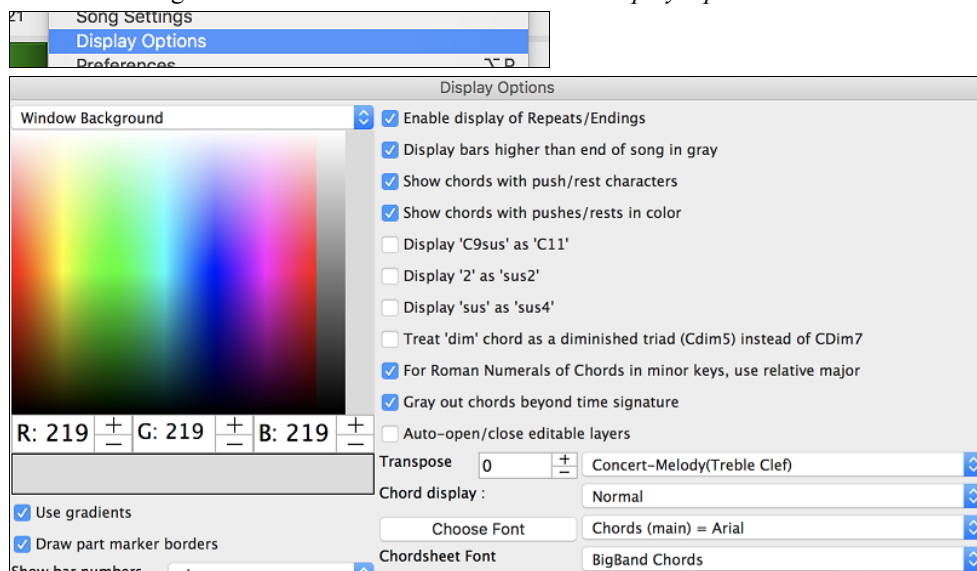 21 Song Settings
Display Options
Preferences ⌥ P
Display Options
Window Background
Enable display of Repeats/Endings
Display bars higher than end of song in gray
Show chords with push/rest characters
Show chords with pushes/rests in color
Display 'C9sus' as 'C11'
Display '2' as 'sus2'
Display 'sus' as 'sus4'
Treat 'dim' chord as a diminished triad (Cdim5) instead of CDim7
For Roman Numerals of Chords in minor keys, use relative major
Gray out chords beyond time signature
R: 219 + − G: 219 + − B: 219 + −
Auto-open/close editable layers
Transpose 0 + − Concert-Melody(Treble Clef)
Chord display : Normal
Use gradients
Choose Font Chords (main) = Arial
Draw part marker borders
Chordsheet Font BigBand Chords
Show bar numbers